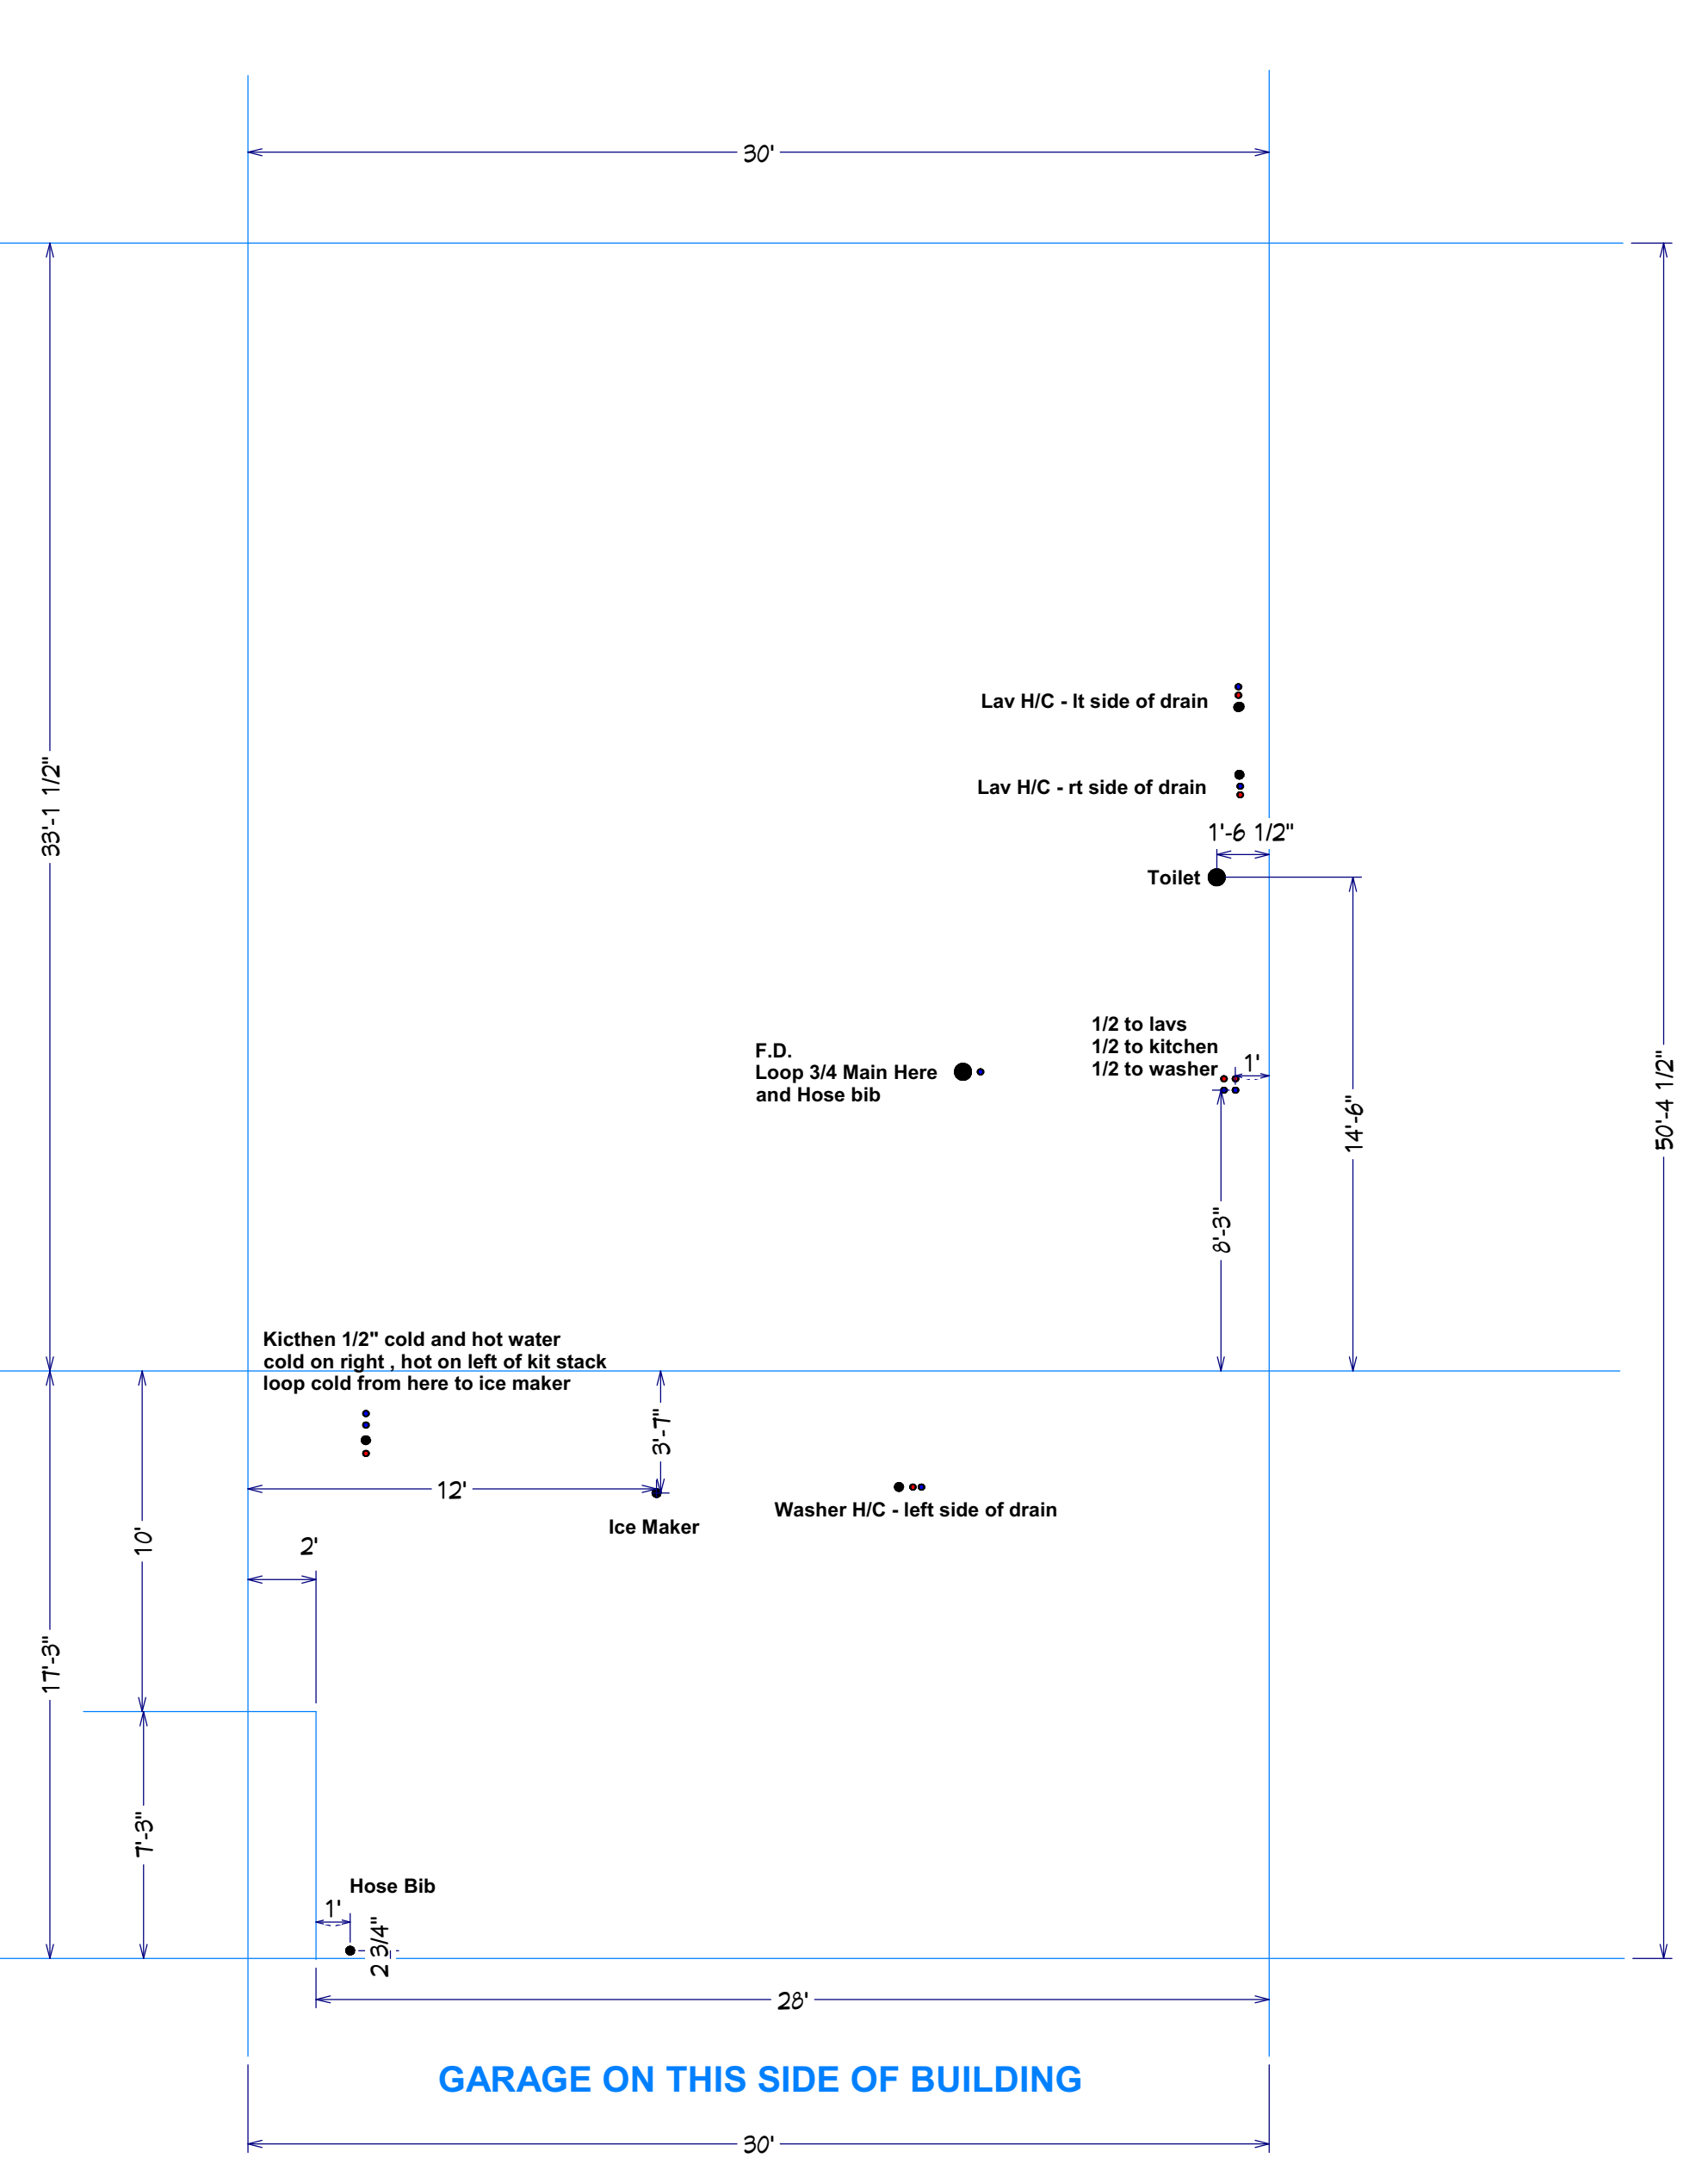 30'
33'-1 1/2"
50'-4 1/2"
Lav H/C - lt side of drain
Lav H/C - rt side of drain
1'-6 1/2"
Toilet
14'-6"
1/2 to lavs
1/2 to kitchen
1/2 to washer
1'
F.D.
Loop 3/4 Main Here
and Hose bib
8'-3"
Kicthen 1/2" cold and hot water
cold on right , hot on left of kit stack
loop cold from here to ice maker
3'-7"
12'
Washer H/C - left side of drain
Ice Maker
10'
2'
17'-3"
7'-3"
Hose Bib
1'
2 3/4"
28'
GARAGE ON THIS SIDE OF BUILDING
30'